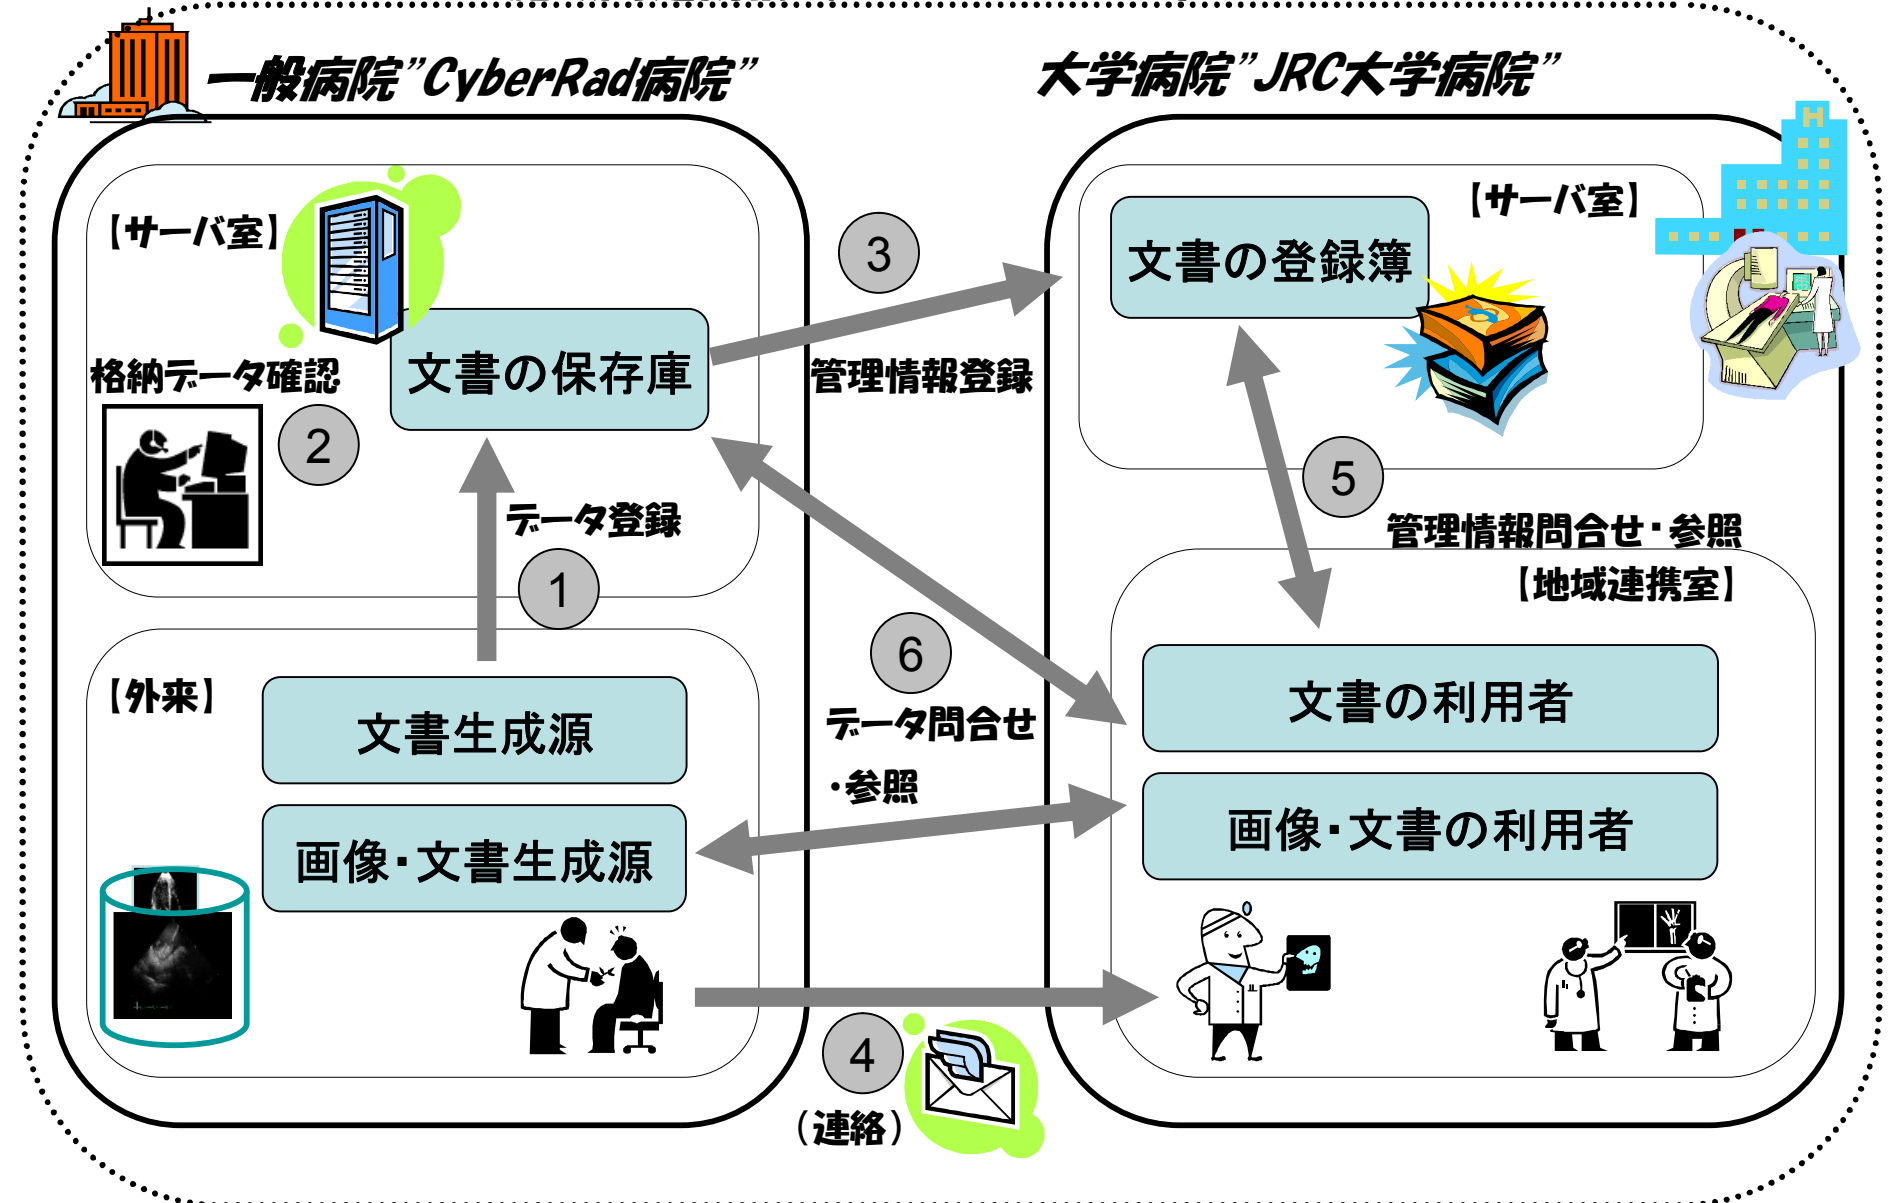 一般病院”CyberRad病院”
大学病院”JRC大学病院”
【サーバ室】
文書の保存庫
格納データ確認
2
データ登録
1
【外来】
文書生成源
画像・文書生成源
3
管理情報登録
6
データ問合せ
・参照
4
（連絡）
【サーバ室】
文書の登録簿
5
管理情報問合せ・参照
【地域連携室】
文書の利用者
画像・文書の利用者
H